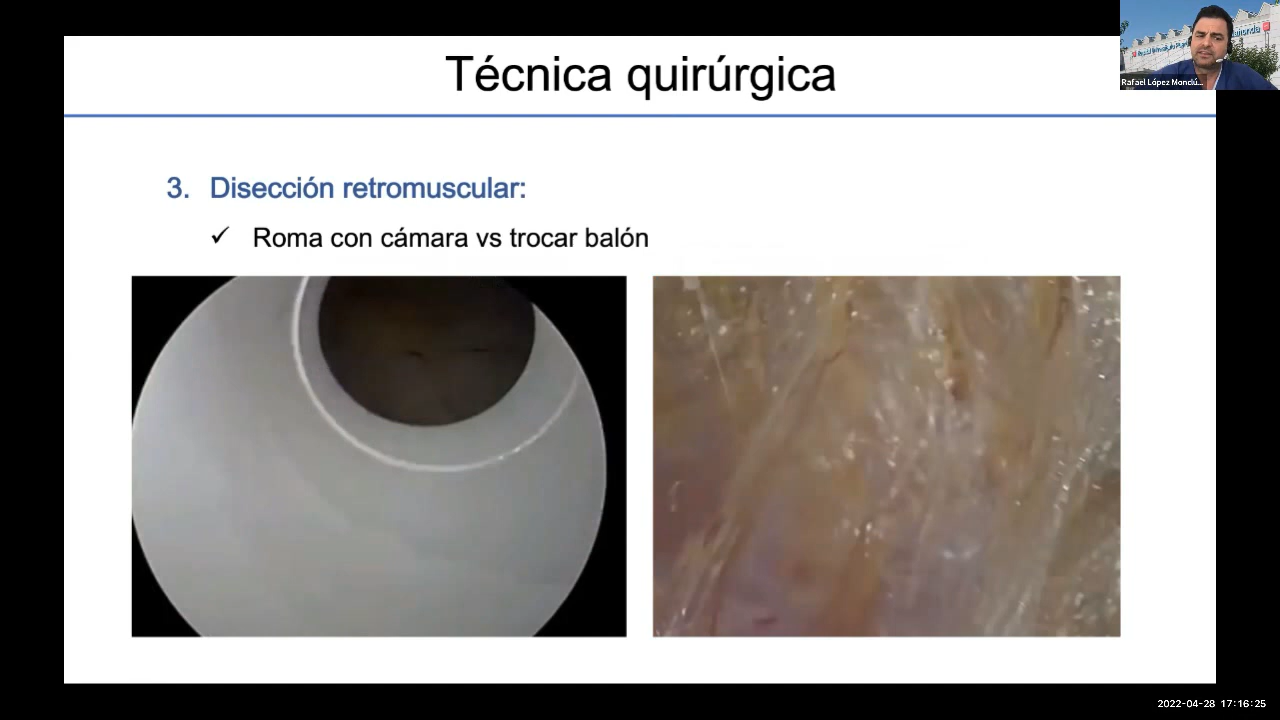 Técnica quirúrgica
Rafael López Monclú...
3. Disección retromuscular:
✓ Roma con cámara vs trocar balón
2022-04-28 17:16:25